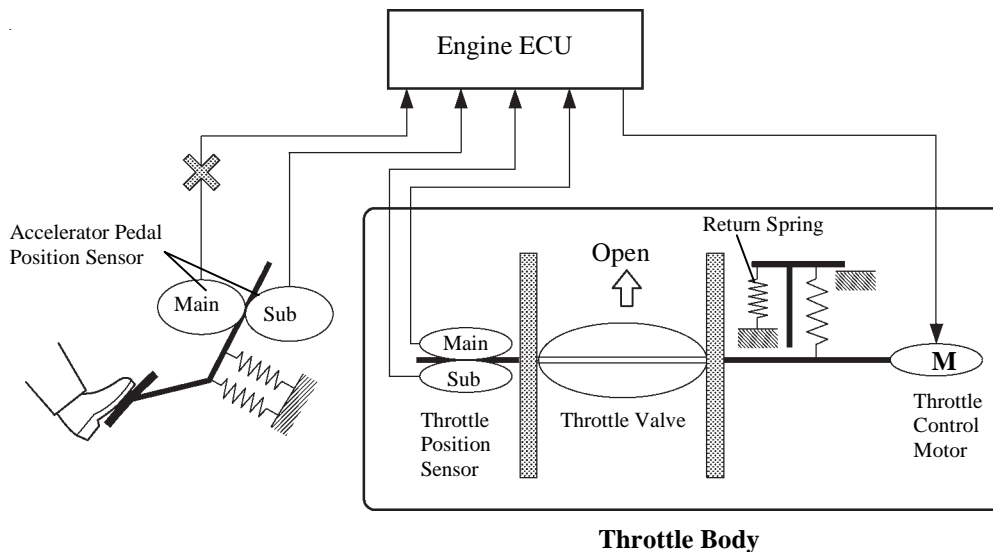 Engine ECU
Accelerator Pedal
Position Sensor
Main
Sub
Return Spring
Open
Main
Sub
M
Throttle
Position
Sensor
Throttle Valve
Throttle
Control
Motor
Throttle Body